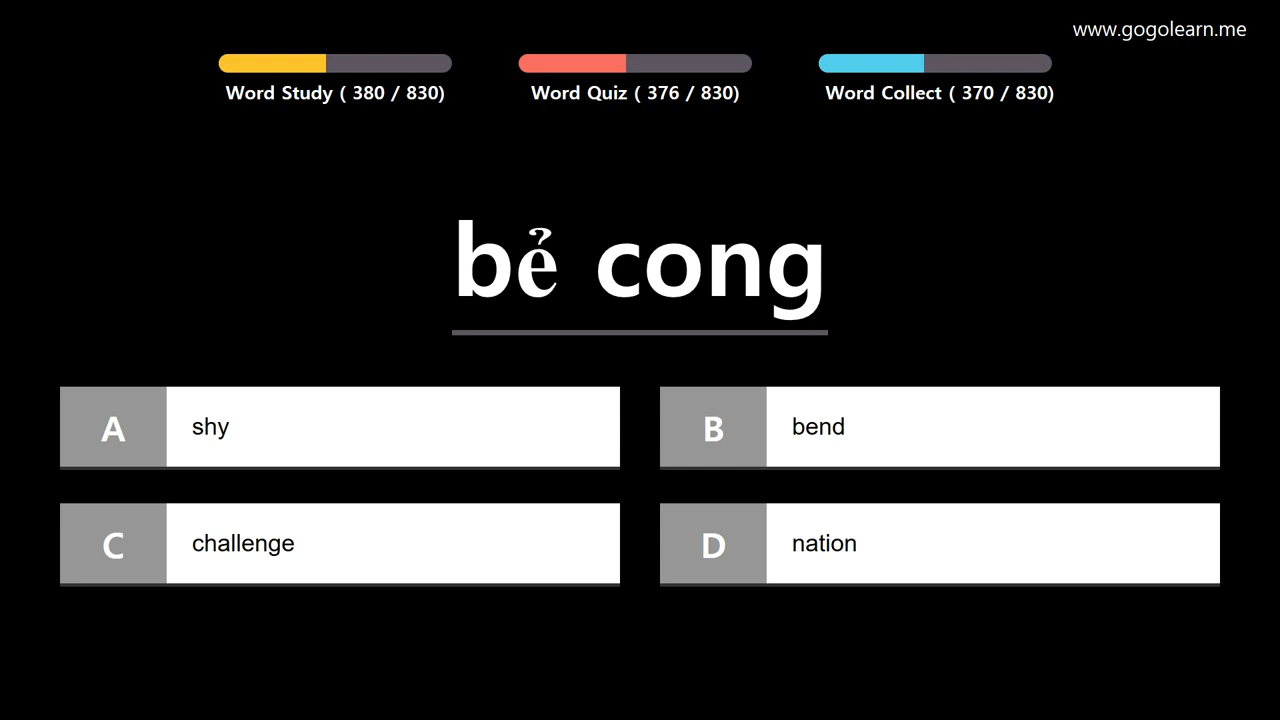 www.gogolearn.me
Word Study ( 380 / 830)
Word Quiz ( 376 / 830)
Word Collect ( 370 / 830)
bẻ cong
A shy
B bend
C challenge
D nation